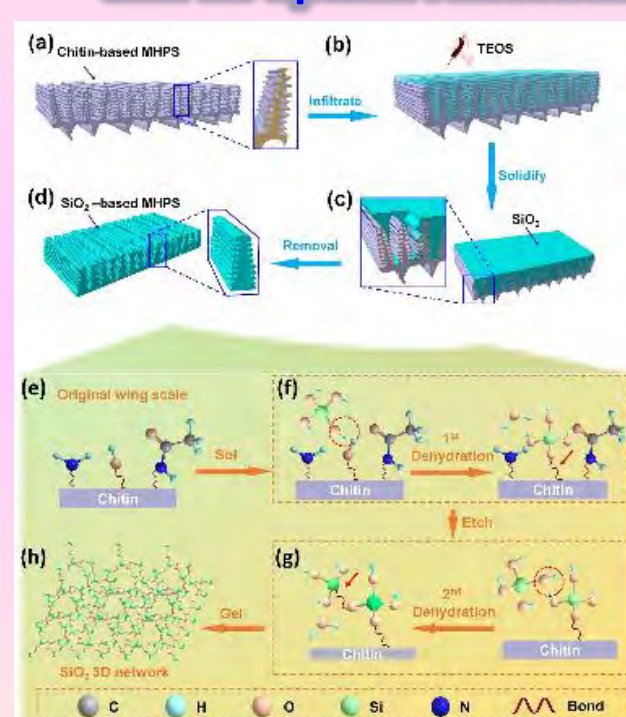 (a)
Chitin-based MHPS
(b)
TEOS
Infiltrate
Solidify
(d)
SiO₂ –based MHPS
(c)
SiO₂
Removal
(e)
Original wing scale
(f)
Sol
1st
Dehydration
Chitin
Chitin
Chitin
Etch
(h)
(g)
Gel
2nd
Dehydration
SiO₂ 3D network
Chitin
Chitin
C
H
O
Si
N
Bond